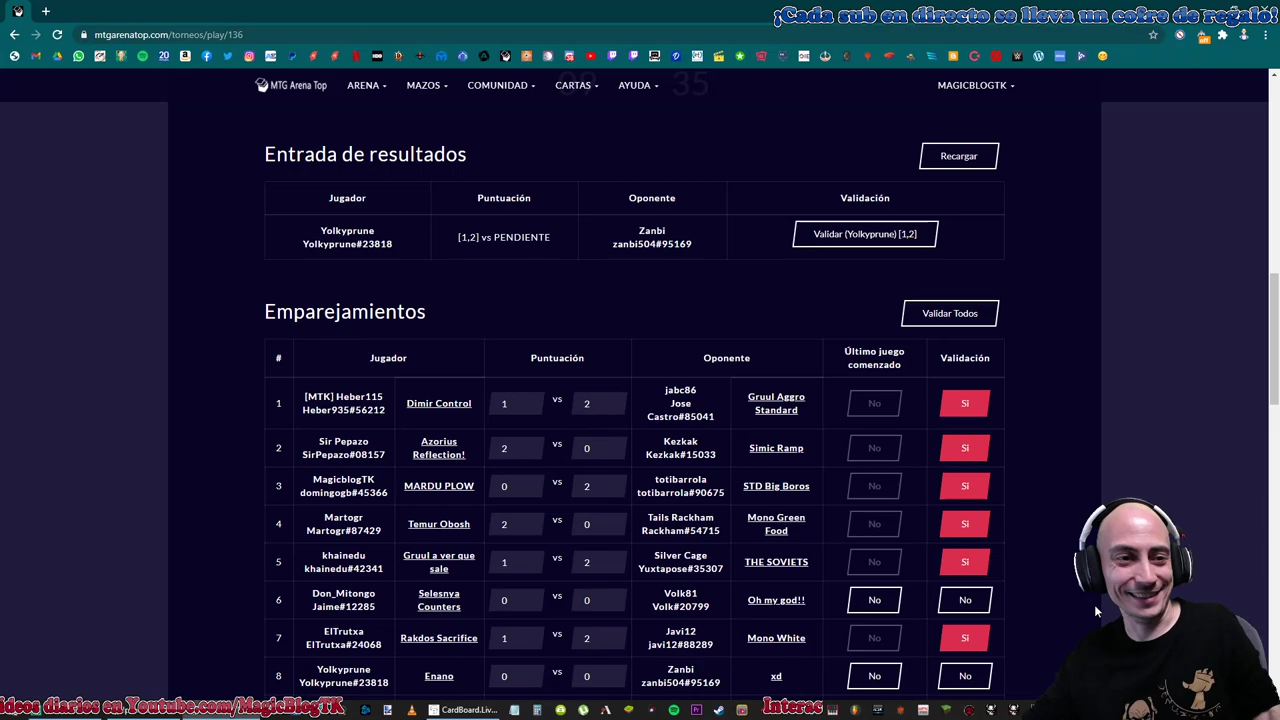 ¡Cada sub en directo se lleva un cofre de regalo!
mtgarenatop.com/torneos/play/136
MTG Arena Top
ARENA
MAZOS
COMUNIDAD
CARTAS
AYUDA
35
MAGICBLOGTK
Entrada de resultados
Recargar
Jugador
Puntuación
Oponente
Validación
Yolkyprune
Yolkyprune#23818
[1,2] vs PENDIENTE
Zanbi
zanbi504#95169
Validar (Yolkyprune) [1,2]
Emparejamientos
Validar Todos
#
Jugador
Puntuación
Oponente
Último juego
comenzado
Validación
1
[MTK] Heber115
Heber935#56212
Dimir Control
1 vs 2
jabc86
Jose
Castro#85041
Gruul Aggro
Standard
No
Si
2
Sir Pepazo
SirPepazo#08157
Azorius
Reflection!
2 vs 0
Kezkak
Kezkak#15033
Simic Ramp
No
Si
3
MagicblogTK
domingogb#45366
MARDU PLOW
0 vs 2
totibarrola
totibarrola#90675
STD Big Boros
No
Si
4
Martogr
Martogr#87429
Temur Obosh
2 vs 0
Tails Rackham
Rackham#54715
Mono Green
Food
No
Si
5
khainedu
khainedu#42341
Gruul a ver que
sale
1 vs 2
Silver Cage
Yuxtapose#35307
THE SOVIETS
No
Si
6
Don_Mitongo
Jaime#12285
Selesnya
Counters
0 vs 0
Volk81
Volk#20799
Oh my god!!
No
No
7
ElTrutxa
ElTrutxa#24068
Rakdos Sacrifice
1 vs 2
Javi12
javi12#88289
Mono White
No
Si
8
Yolkyprune
Yolkyprune#23818
Enano
0 vs 0
Zanbi
zanbi504#95169
xd
No
No
ideos diarios en Youtube.com/MagicBlogTK
CardBoard.Liv...
Interac